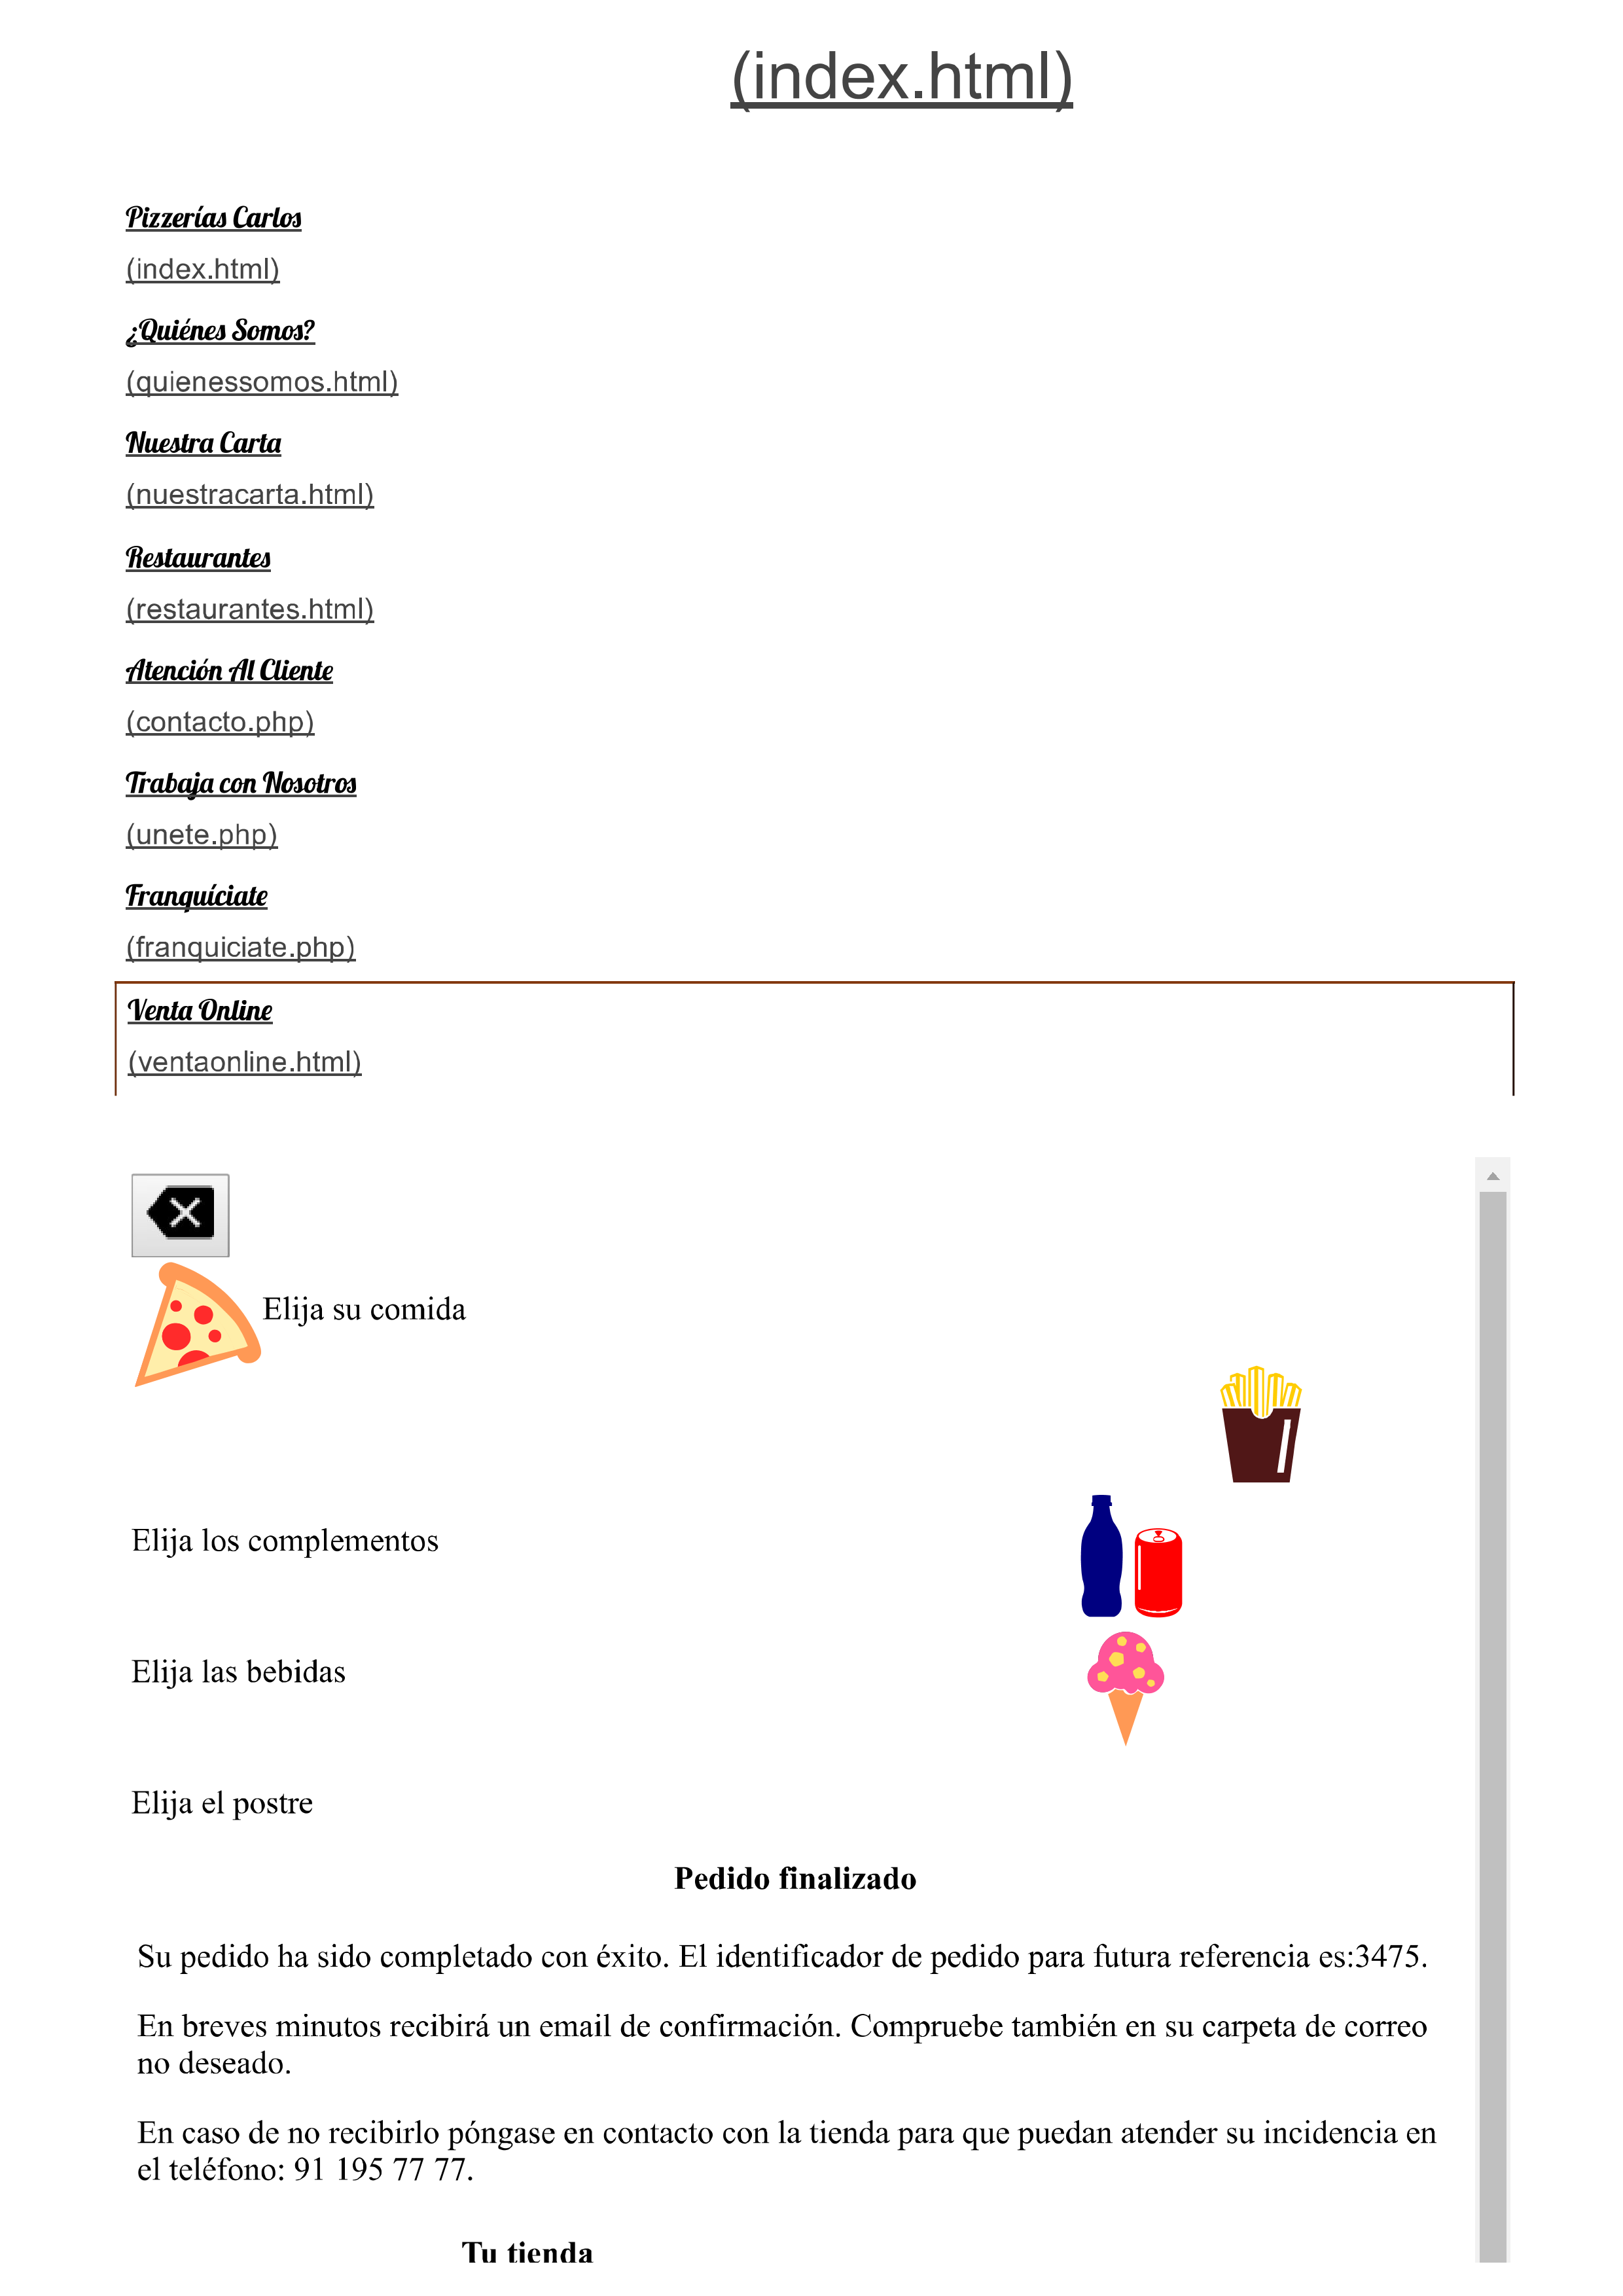 (index.html)
Pizzerías Carlos
(index.html)
¿Quiénes Somos?
(quienessomos.html)
Nuestra Carta
(nuestracarta.html)
Restaurantes
(restaurantes.html)
Atención Al Cliente
(contacto.php)
Trabaja con Nosotros
(unete.php)
Franquíciate
(franquiciate.php)
Venta Online
(ventaonline.html)
Elija su comida
Elija los complementos
Elija las bebidas
Elija el postre
Pedido finalizado
Su pedido ha sido completado con éxito. El identificador de pedido para futura referencia es:3475.
En breves minutos recibirá un email de confirmación. Compruebe también en su carpeta de correo
no deseado.
En caso de no recibirlo póngase en contacto con la tienda para que puedan atender su incidencia en
el teléfono: 91 195 77 77.
Tu tienda